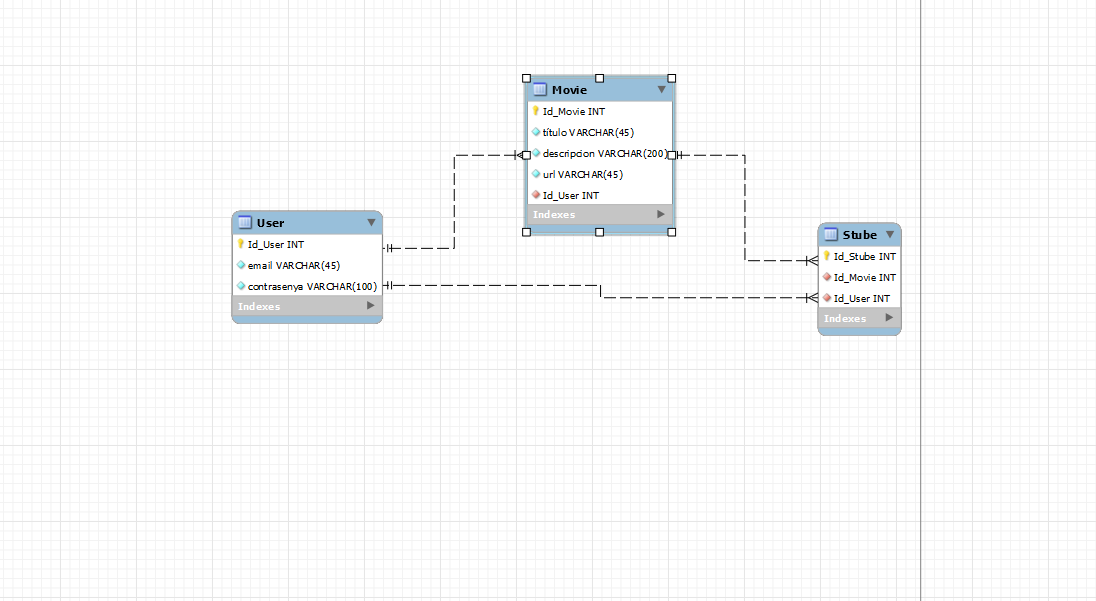 Movie
Id_Movie INT
título VARCHAR(45)
descripcion VARCHAR(200)
url VARCHAR(45)
Id_User INT
Indexes
User
Id_User INT
email VARCHAR(45)
contrasenya VARCHAR(100)
Indexes
Stube
Id_Stube INT
Id_Movie INT
Id_User INT
Indexes